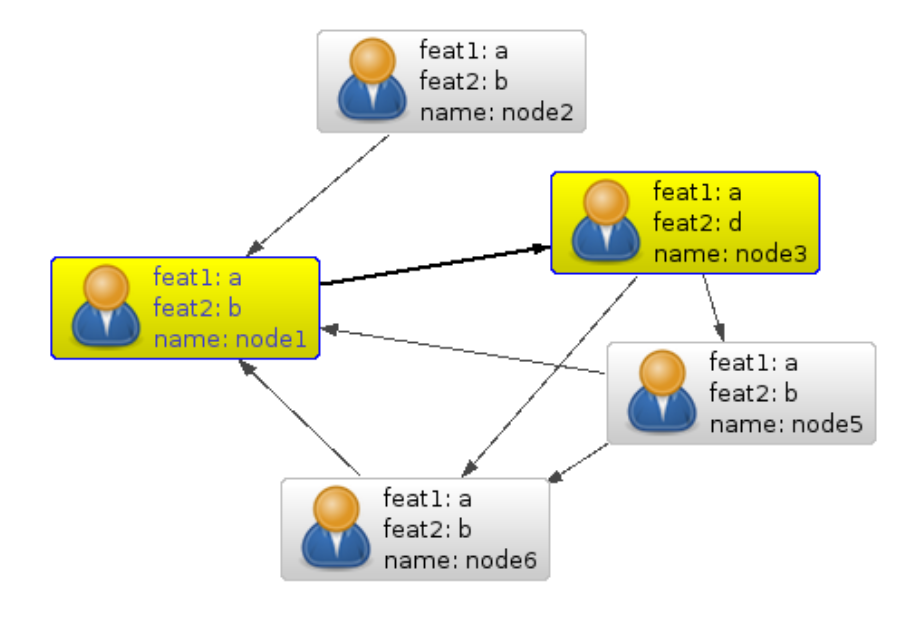 feat1: a
feat2: b
name: node2
feat1: a
feat2: d
name: node3
feat1: a
feat2: b
name: node1
feat1: a
feat2: b
name: node5
feat1: a
feat2: b
name: node6